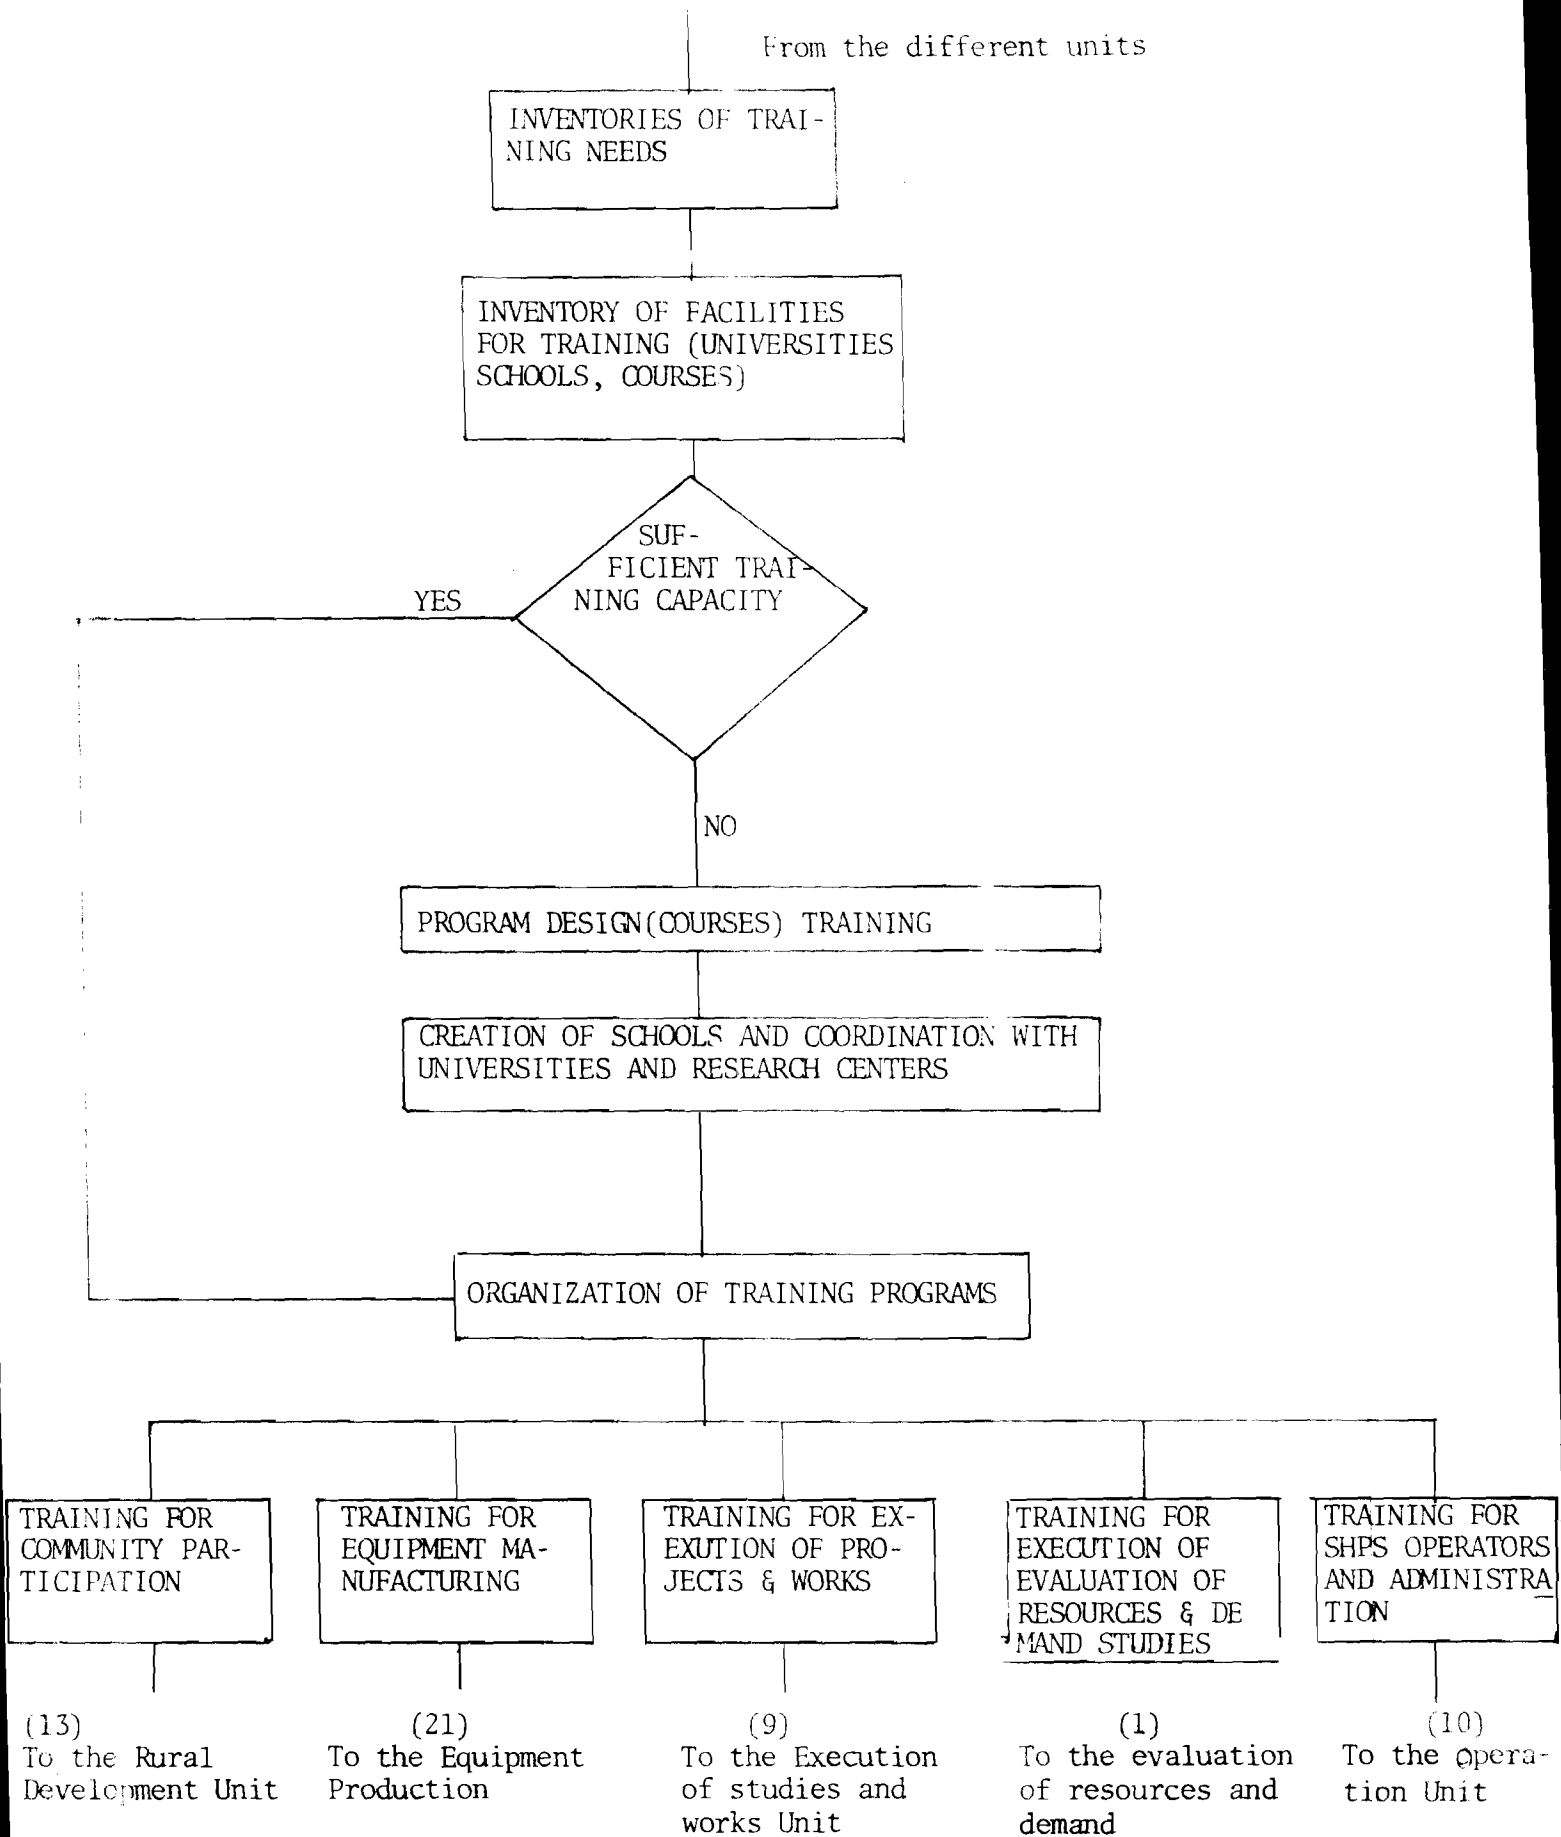 From the different units
INVENTORIES OF TRAI-
NING NEEDS
INVENTORY OF FACILITIES
FOR TRAINING (UNIVERSITIES
SCHOOLS, COURSES)
SUF-
FICIENT TRAI-
NING CAPACITY
YES
NO
PROGRAM DESIGN(COURSES) TRAINING
CREATION OF SCHOOLS AND COORDINATION WITH
UNIVERSITIES AND RESEARCH CENTERS
ORGANIZATION OF TRAINING PROGRAMS
TRAINING FOR
COMMUNITY PAR-
TICIPATION
TRAINING FOR
EQUIPMENT MA-
NUFACTURING
TRAINING FOR EX-
EXUTION OF PRO-
JECTS & WORKS
TRAINING FOR
EXECUTION OF
EVALUATION OF
RESOURCES & DE
MAND STUDIES
TRAINING FOR
SHPS OPERATORS
AND ADMINISTRA
TION
(13)
To the Rural
Development Unit
(21)
To the Equipment
Production
(9)
To the Execution
of studies and
works Unit
(1)
To the evaluation
of resources and
demand
(10)
To the opera-
tion Unit